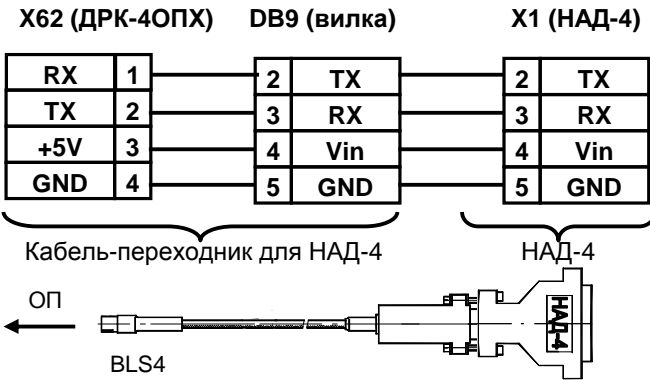 X62 (ДРК-4ОПХ) DB9 (вилка) X1 (НАД-4)
RX 1 2 TX 2 TX
TX 2 3 RX 3 RX
+5V 3 4 Vin 4 Vin
GND 4 5 GND 5 GND
Кабель-переходник для НАД-4 НАД-4
ОП
НАД-4
BLS4